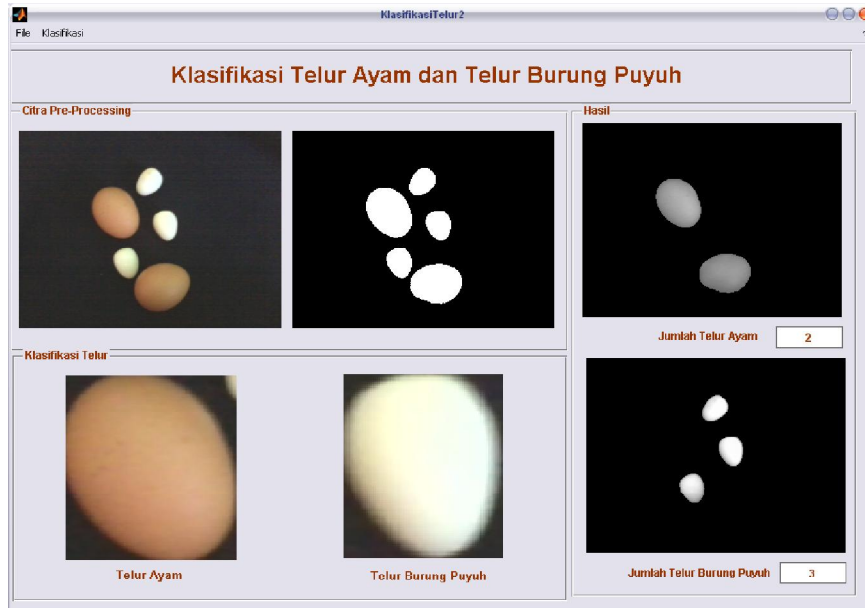 KlasifikasiTelur2
File Klasifikasi
Klasifikasi Telur Ayam dan Telur Burung Puyuh
Citra Pre-Processing
Hasil
Jumlah Telur Ayam 2
Klasifikasi Telur
Telur Ayam
Telur Burung Puyuh
Jumlah Telur Burung Puyuh 3